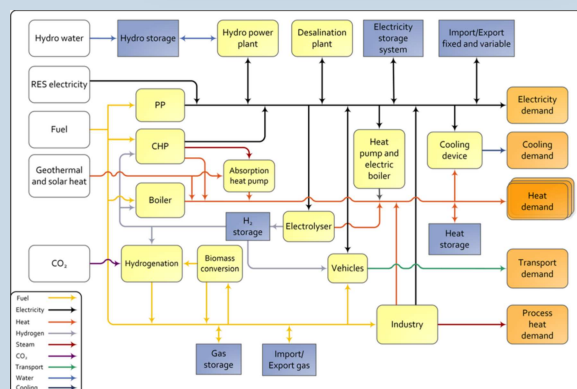 Hydro water
Hydro storage
Hydro power
plant
Desalination
plant
Electricity
storage
system
Import/Export
fixed and variable
RES electricity
PP
Electricity
demand
Fuel
CHP
Heat
pump and
electric
boiler
Cooling
device
Cooling
demand
Geothermal
and solar heat
Absorption
heat pump
Boiler
Heat
demand
H₂
storage
Electrolyser
Heat
storage
CO₂
Hydrogenation
Biomass
conversion
Vehicles
Transport
demand
Fuel
Electricity
Heat
Hydrogen
Steam
CO₂
Transport
Water
Cooling
Industry
Process
heat
demand
Gas
storage
Import/
Export gas